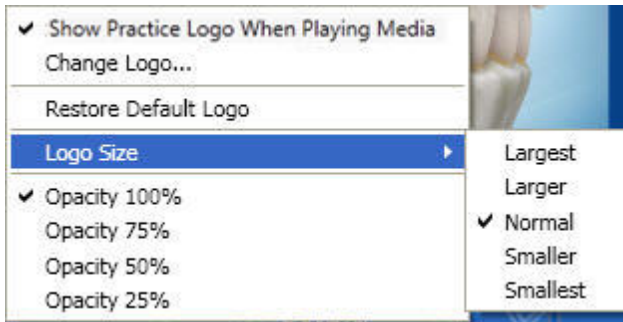 Show Practice Logo When Playing Media
Change Logo...
Restore Default Logo
Logo Size
Opacity 100%
Opacity 75%
Opacity 50%
Opacity 25%
Largest
Larger
Normal
Smaller
Smallest